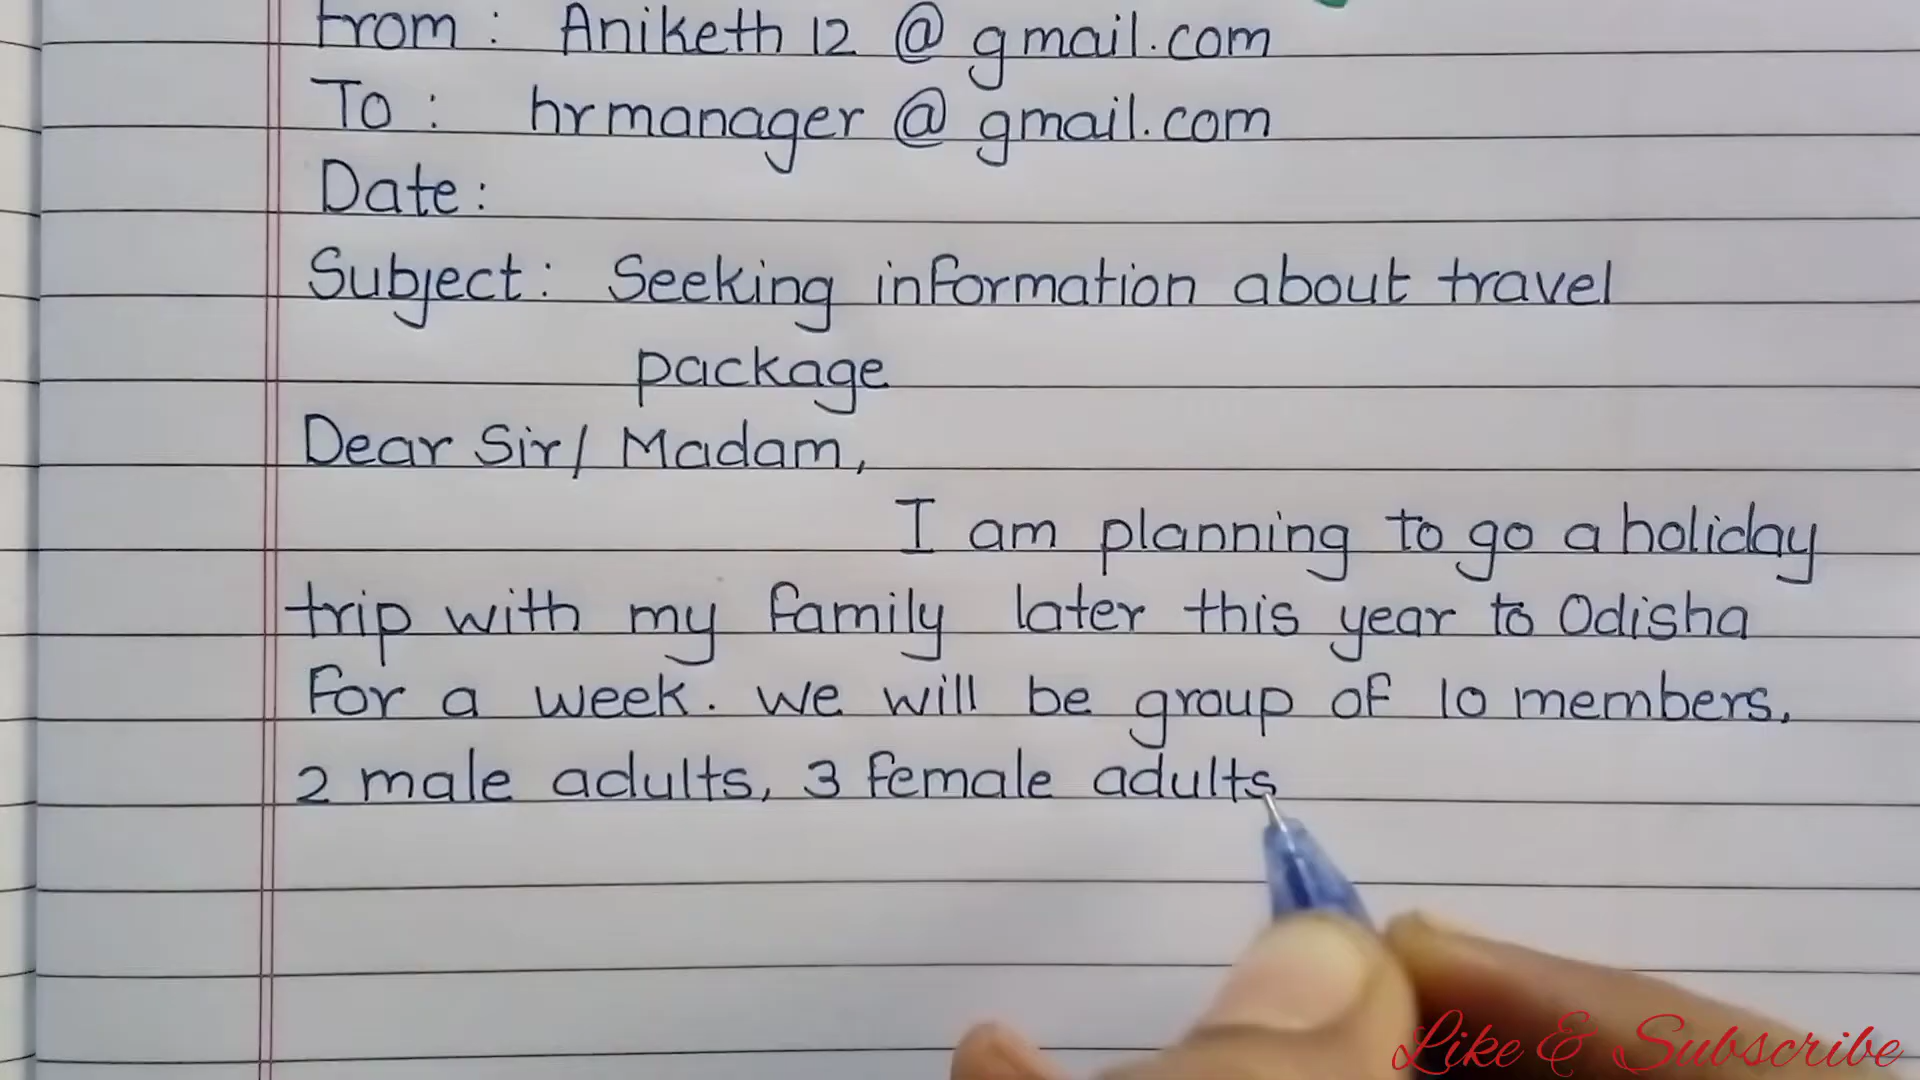 From : Aniketh 12 @ gmail.com
To : hrmanager @ gmail.com
Date:
Subject: Seeking information about travel
package
Dear Sir/ Madam,
I am planning to go a holiday
trip with my family later this year to Odisha
for a week. We will be group of 10 members.
2 male adults, 3 female adults
Like & Subscribe